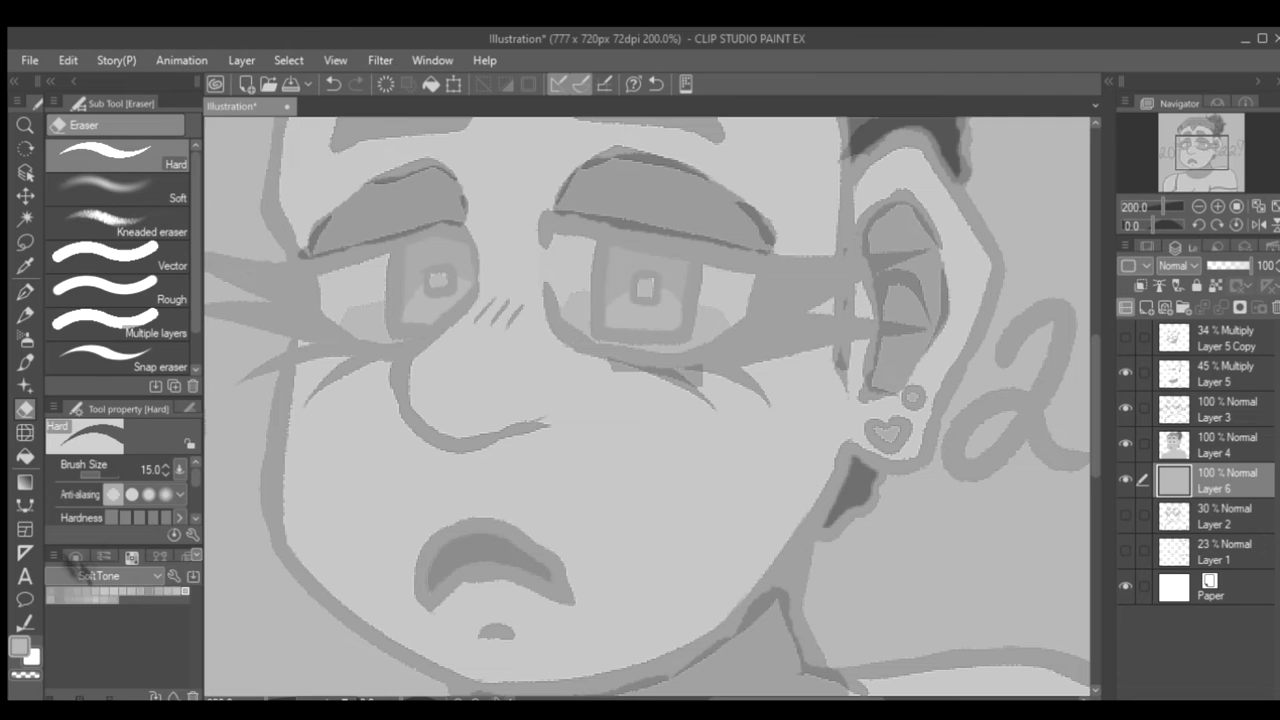 Illustration* (777 x 720px 72dpi 200.0%) - CLIP STUDIO PAINT EX
File Edit Story(P) Animation Layer Select View Filter Window Help
Sub Tool [Eraser]
Illustration*
Navigator
Eraser
Hard
Soft
Kneaded eraser
Vector
Rough
Multiple layers
Snap eraser
Tool property [Hard]
Hard
Brush Size 15.0
Anti-aliasing
Hardness
SoftTone
200.0
0.0
Normal 100
34 % Multiply
Layer 5 Copy
45 % Multiply
Layer 5
100 % Normal
Layer 3
100 % Normal
Layer 4
100 % Normal
Layer 6
30 % Normal
Layer 2
23 % Normal
Layer 1
Paper
2